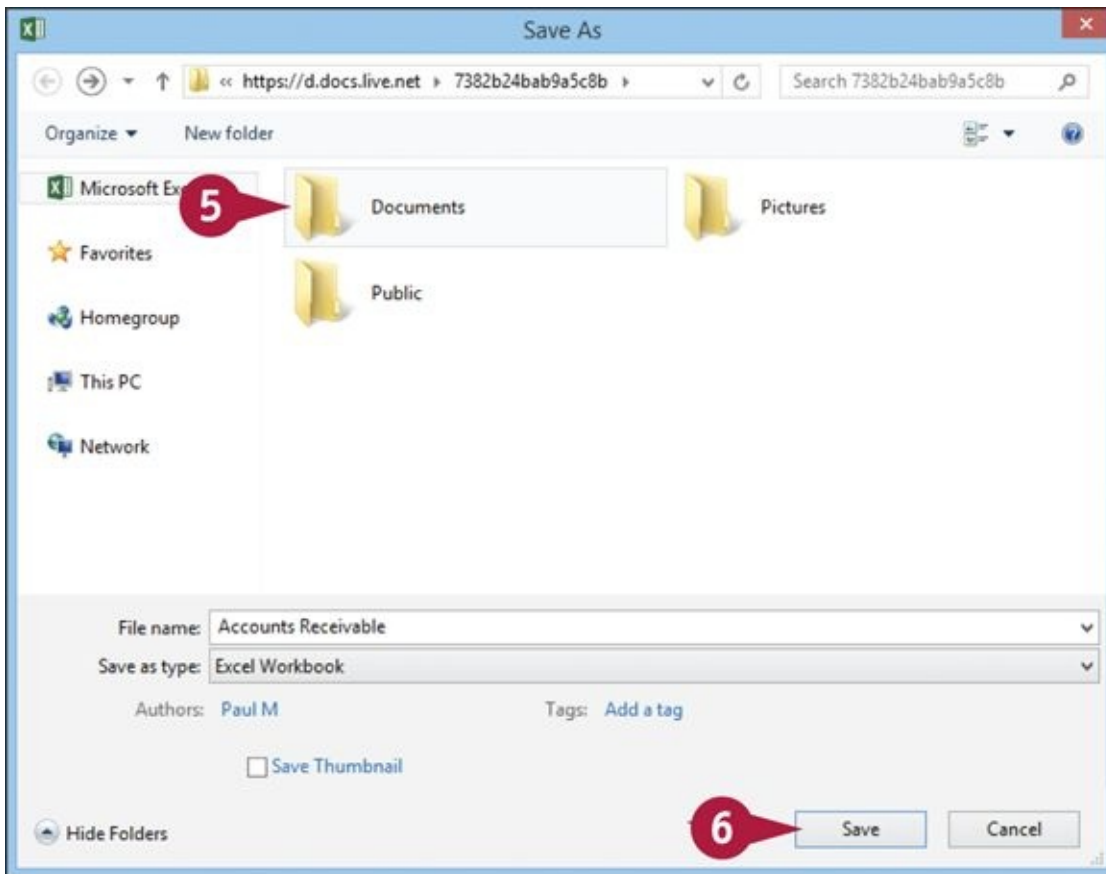 Save As
« https://d.docs.live.net ▸ 7382b24bab9a5c8b ▸
Search 7382b24bab9a5c8b
Organize
New folder
Microsoft Ex
5
Documents
Pictures
Favorites
Public
Homegroup
This PC
Network
File name: Accounts Receivable
Save as type: Excel Workbook
Authors: Paul M
Tags: Add a tag
Save Thumbnail
Hide Folders
6
Save
Cancel